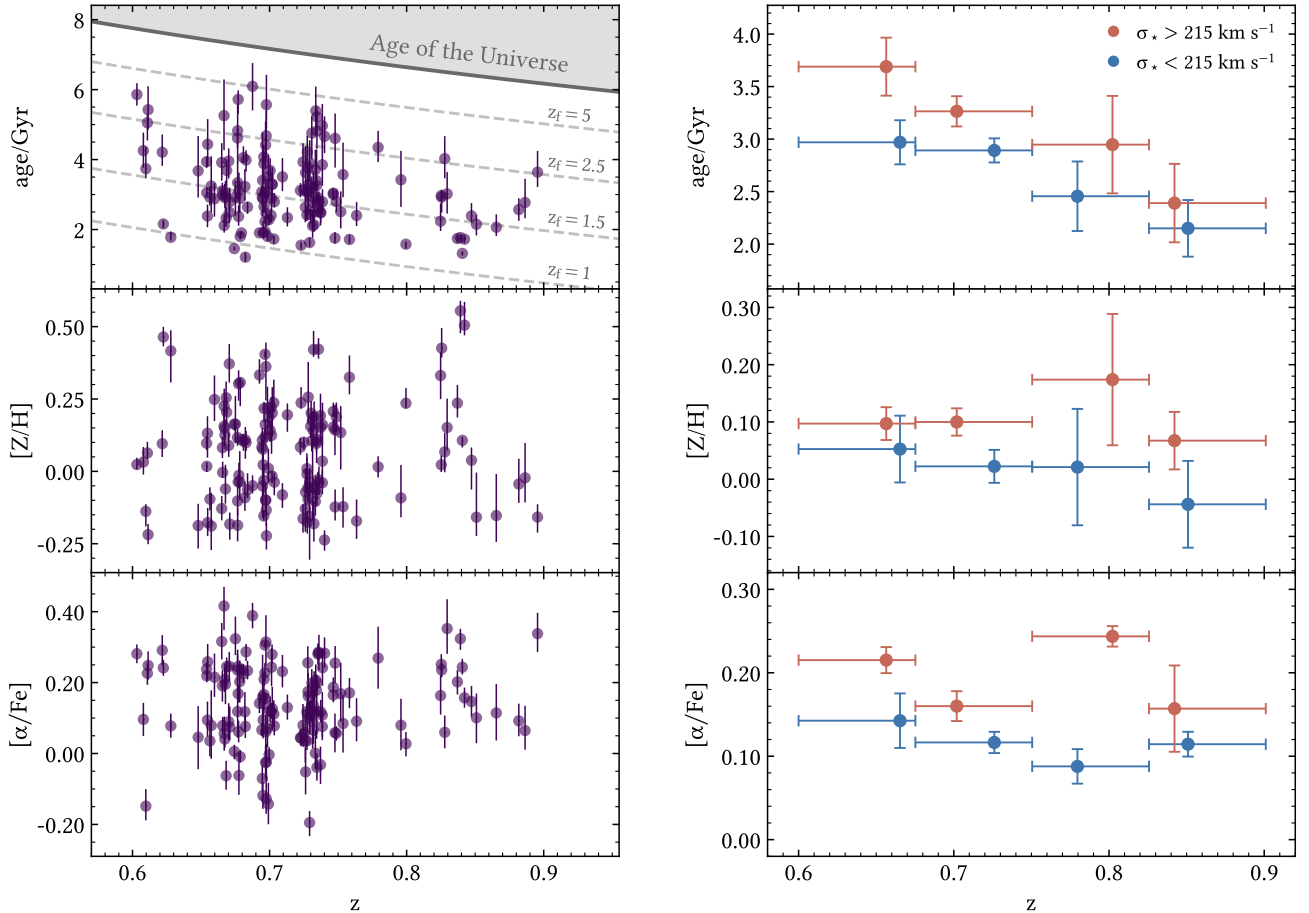 8
6
4
2
age/Gyr
Age of the Universe
z_f = 5
z_f = 2.5
z_f = 1.5
z_f = 1
0.50
0.25
0.00
-0.25
[Z/H]
0.40
0.20
0.00
-0.20
[α/Fe]
0.6 0.7 0.8 0.9
z
4.0
3.5
3.0
2.5
2.0
age/Gyr
σ⋆ > 215 km s⁻¹
σ⋆ < 215 km s⁻¹
0.30
0.20
0.10
0.00
-0.10
[Z/H]
0.30
0.20
0.10
0.00
[α/Fe]
0.6 0.7 0.8 0.9
z